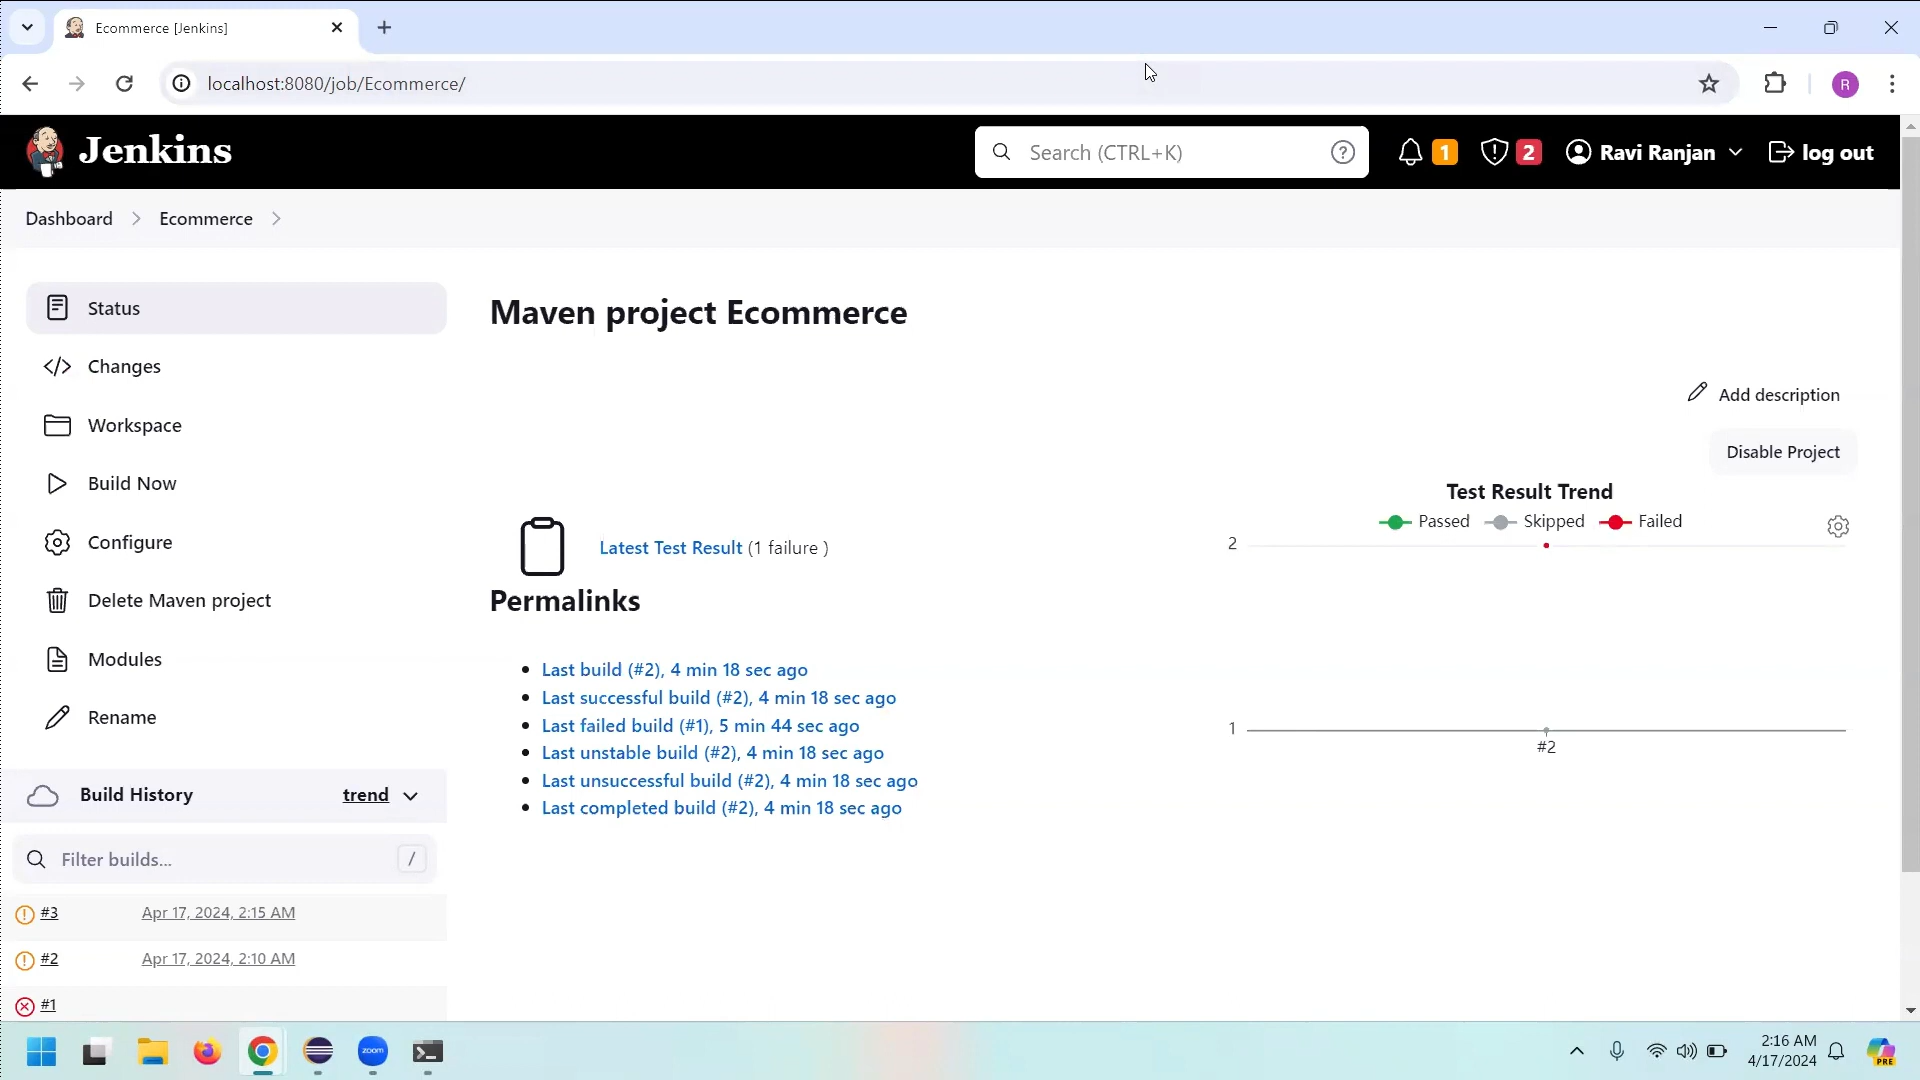 Ecommerce [Jenkins]
localhost:8080/job/Ecommerce/
R
Jenkins
Search (CTRL+K)
1
2
Ravi Ranjan
log out
Dashboard
Ecommerce
Status
Changes
Workspace
Build Now
Configure
Delete Maven project
Modules
Rename
Build History
trend
Filter builds...
/
#3 Apr 17, 2024, 2:15 AM
#2 Apr 17, 2024, 2:10 AM
#1
Maven project Ecommerce
Add description
Disable Project
Latest Test Result (1 failure )
Permalinks
Last build (#2), 4 min 18 sec ago
Last successful build (#2), 4 min 18 sec ago
Last failed build (#1), 5 min 44 sec ago
Last unstable build (#2), 4 min 18 sec ago
Last unsuccessful build (#2), 4 min 18 sec ago
Last completed build (#2), 4 min 18 sec ago
Test Result Trend
Passed Skipped Failed
2
1
#2
zoom
2:16 AM
4/17/2024
PRE